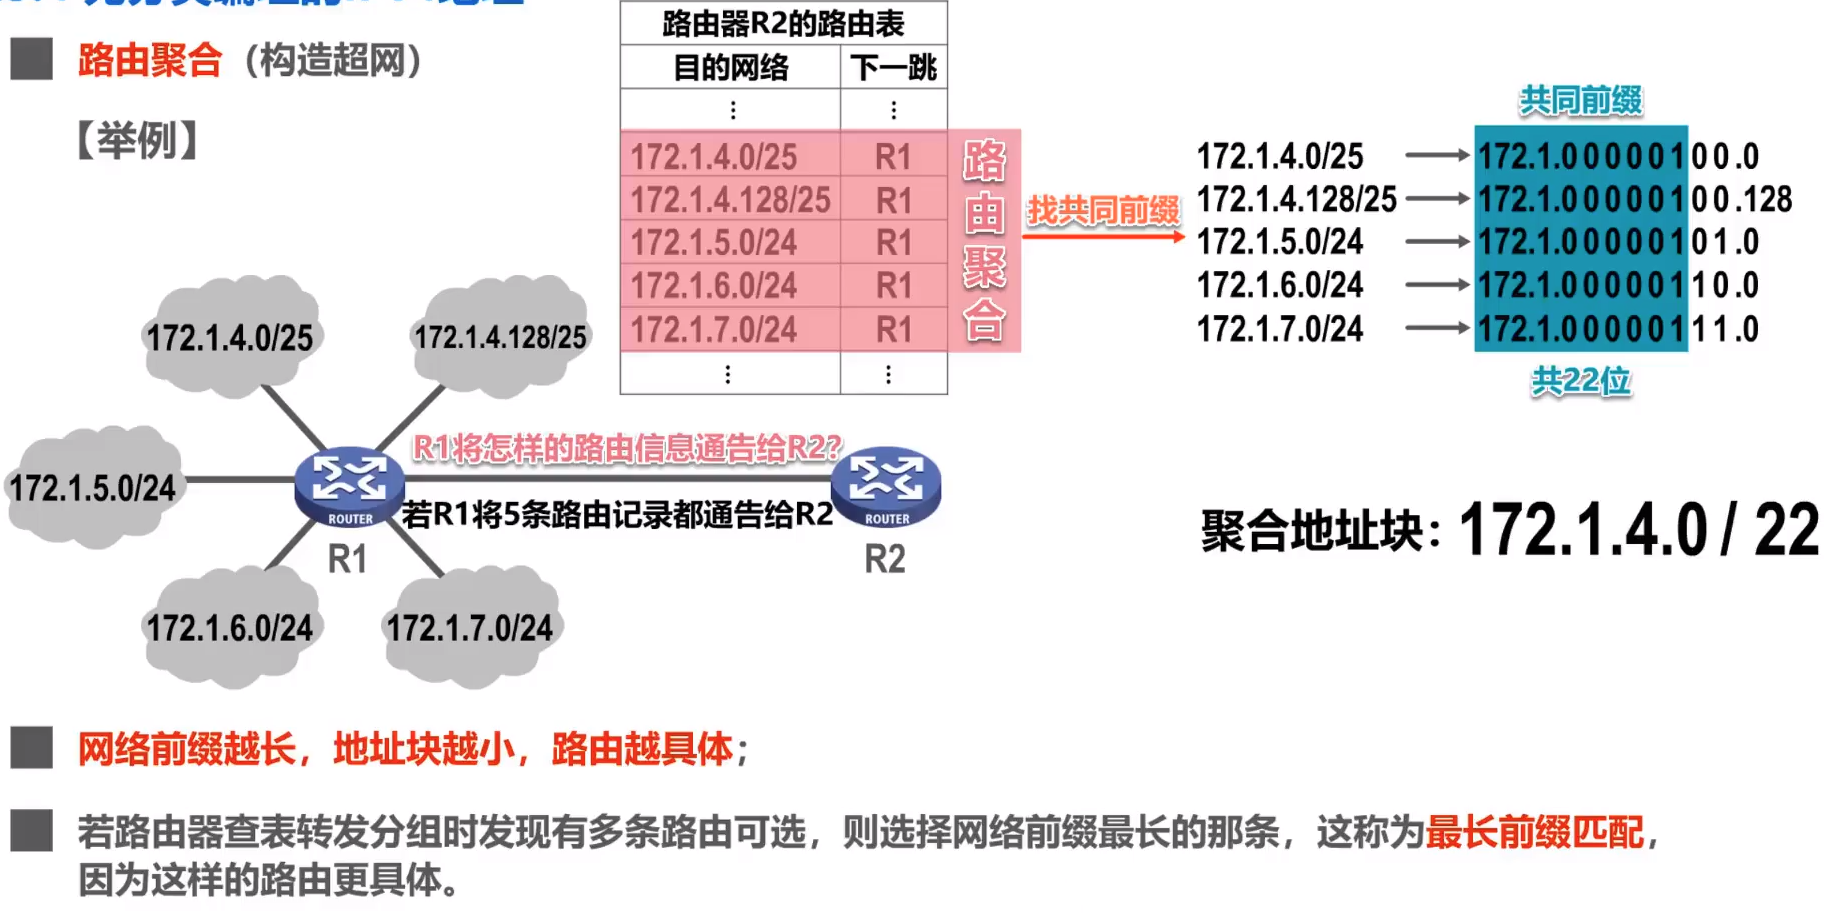 路由聚合（构造超网）
【举例】
路由器R2的路由表
目的网络 下一跳
⋮ ⋮
172.1.4.0/25 R1
172.1.4.128/25 R1
172.1.5.0/24 R1
172.1.6.0/24 R1
172.1.7.0/24 R1
⋮ ⋮
路由聚合
找共同前缀
共同前缀
172.1.4.0/25 172.1.00000100.0
172.1.4.128/25 172.1.00000100.128
172.1.5.0/24 172.1.00000101.0
172.1.6.0/24 172.1.00000110.0
172.1.7.0/24 172.1.00000111.0
共22位
172.1.4.0/25
172.1.4.128/25
172.1.5.0/24
172.1.6.0/24
172.1.7.0/24
R1将怎样的路由信息通告给R2？
若R1将5条路由记录都通告给R2
ROUTER
R1
ROUTER
R2
聚合地址块：172.1.4.0 / 22
网络前缀越长，地址块越小，路由越具体；
若路由器查表转发分组时发现有多条路由可选，则选择网络前缀最长的那条，这称为最长前缀匹配，
因为这样的路由更具体。